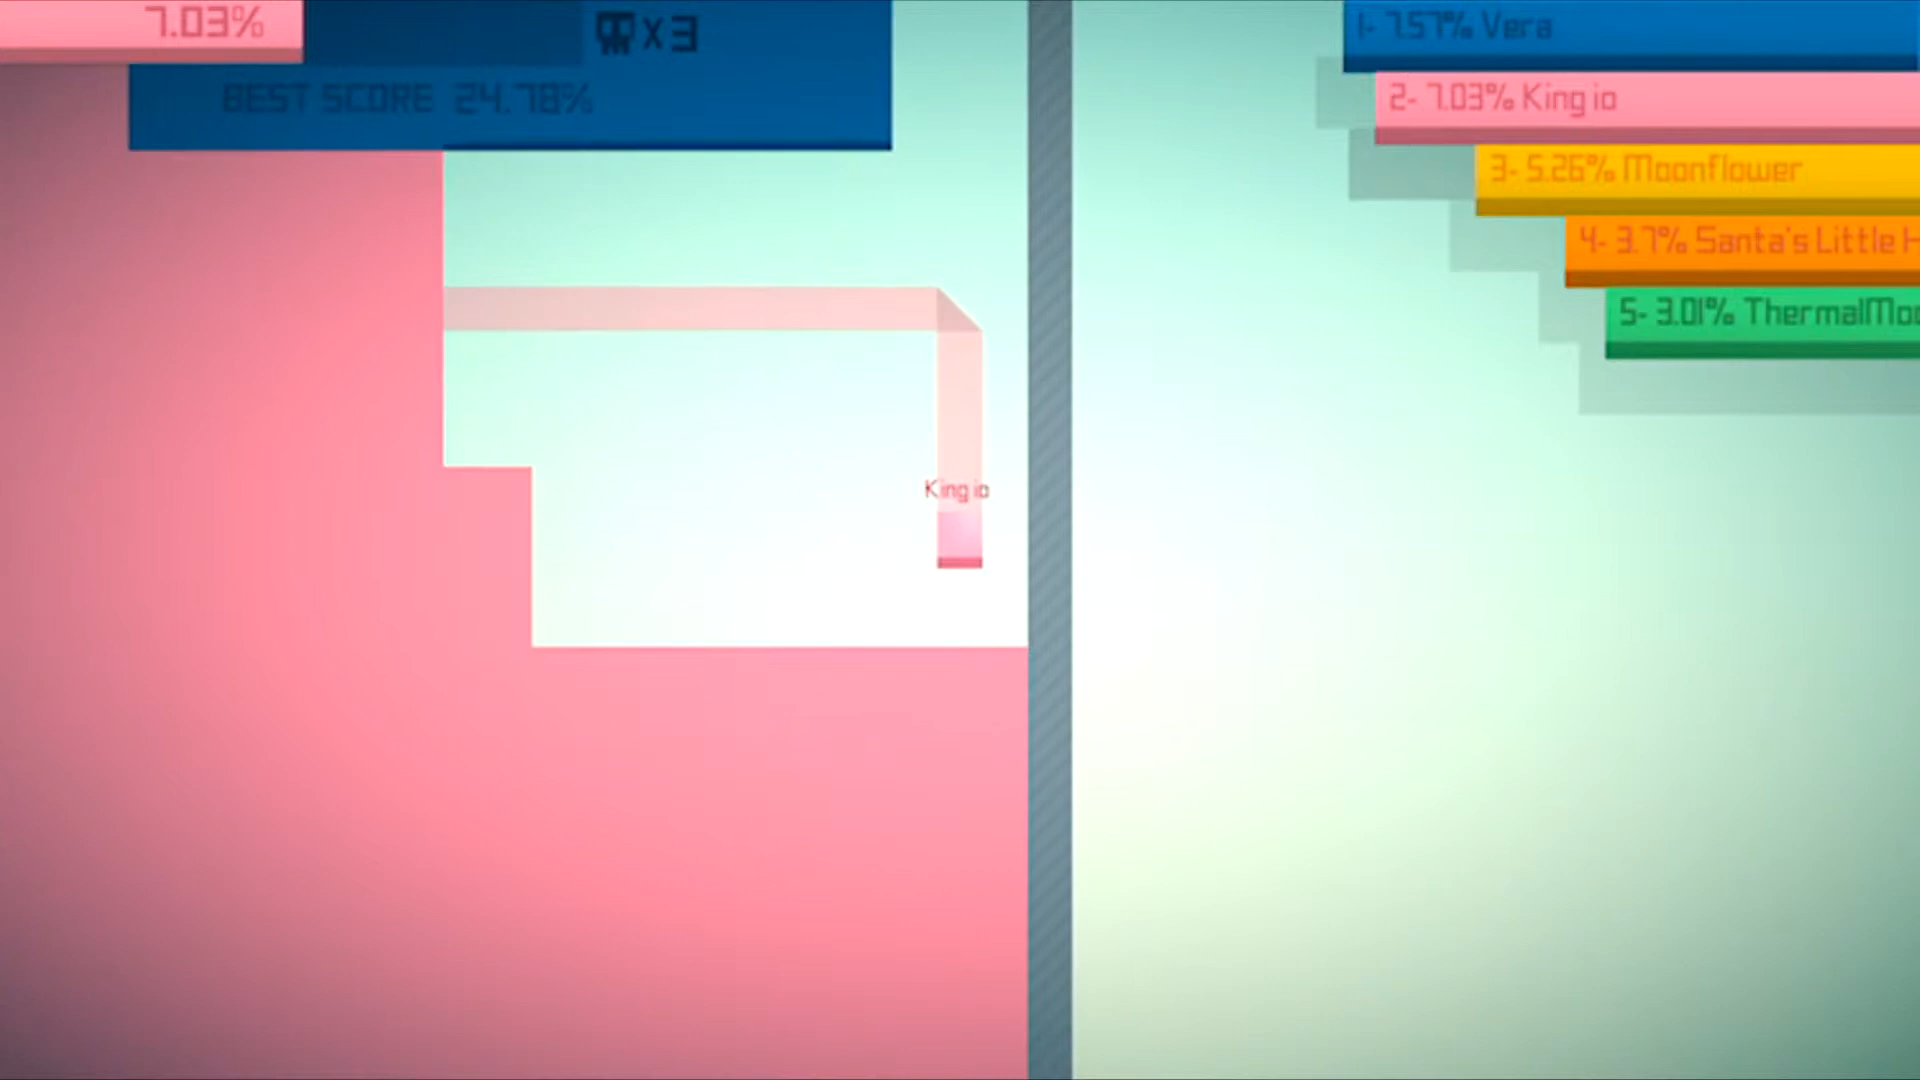 7.03%
x3
BEST SCORE 24.78%
1- 7.57% Vera
2- 7.03% King io
3- 5.26% Moonflower
4- 3.7% Santa's Little
5- 3.01%
King io